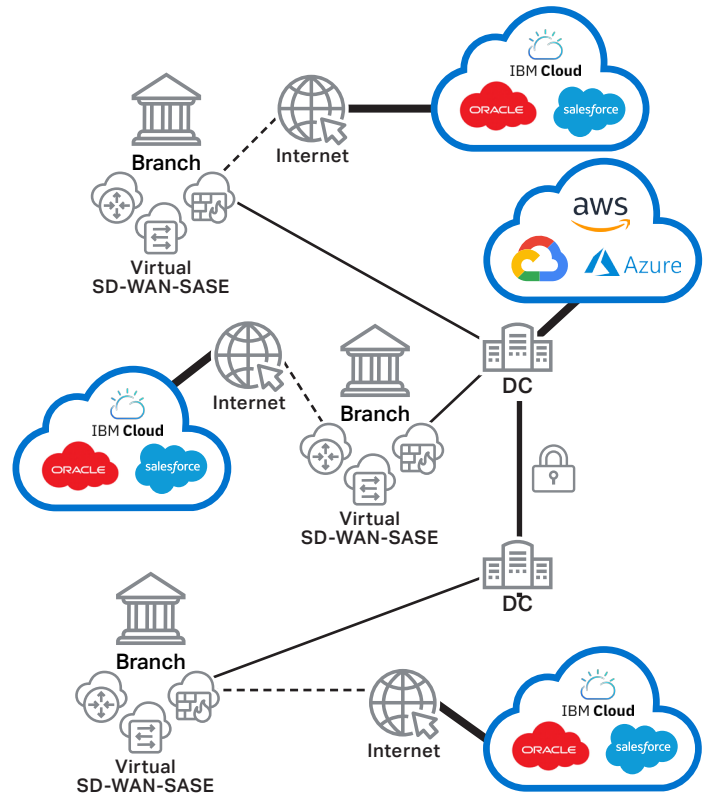 IBM Cloud
ORACLE
salesforce
Internet
Branch
Virtual
SD-WAN-SASE
aws
Azure
DC
Internet
Branch
IBM Cloud
ORACLE
salesforce
Virtual
SD-WAN-SASE
DC
Branch
Virtual
SD-WAN-SASE
Internet
IBM Cloud
ORACLE
salesforce